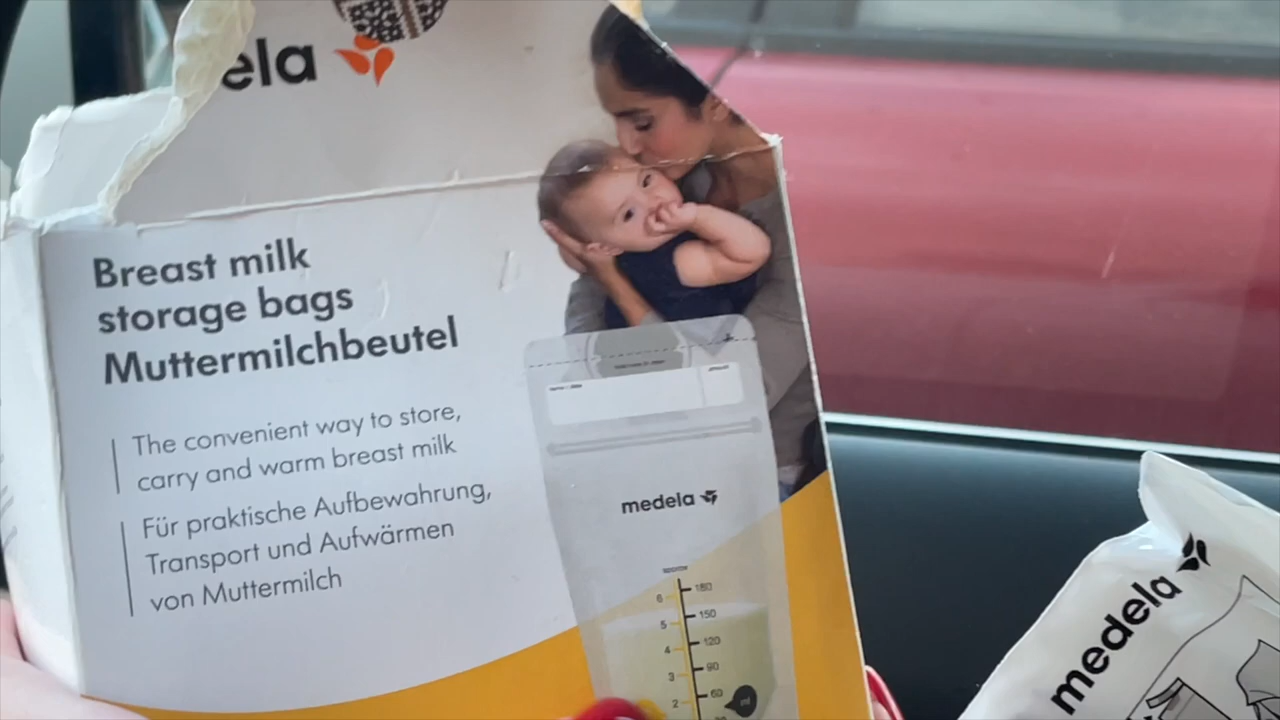 ela
Breast milk
storage bags
Muttermilchbeutel
The convenient way to store,
carry and warm breast milk
Für praktische Aufbewahrung,
Transport und Aufwärmen
von Muttermilch
medela
6 180
5 150
4 120
3 90
2 60
ml
medela